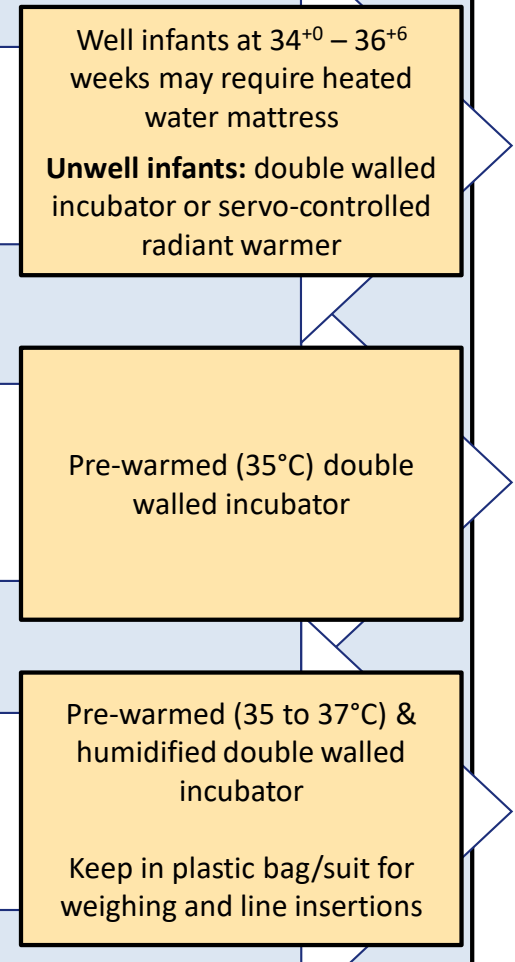 Well infants at 34⁺⁰ – 36⁺⁶
weeks may require heated
water mattress
Unwell infants: double walled
incubator or servo-controlled
radiant warmer
Pre-warmed (35°C) double
walled incubator
Pre-warmed (35 to 37°C) &
humidified double walled
incubator
Keep in plastic bag/suit for
weighing and line insertions